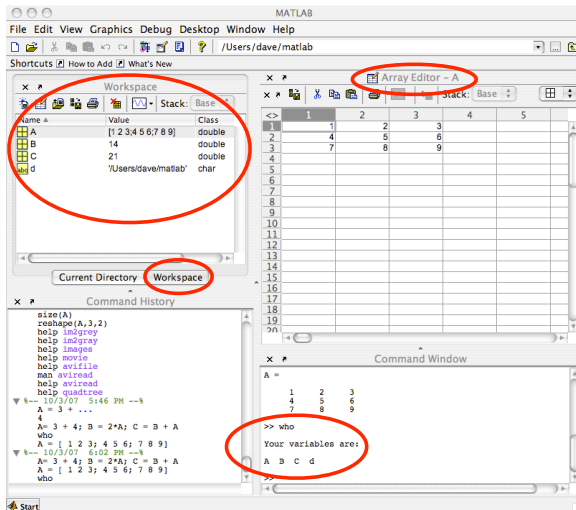 MATLAB
File Edit View Graphics Debug Desktop Window Help
/Users/dave/matlab
Shortcuts How to Add What's New
Workspace
Stack: Base
Name Value Class
A [1 2 3;4 5 6;7 8 9] double
B 14 double
C 21 double
abc d '/Users/dave/matlab' char
Current Directory Workspace
Command History
size(A)
reshape(A,3,2)
help im2grey
help im2gray
help images
help movie
help avifile
man aviread
help aviread
help quadtree
%-- 10/3/07 5:46 PM --%
A = 3 + ...
4
A= 3 + 4; B = 2*A; C = B + A
who
A = [ 1 2 3; 4 5 6; 7 8 9]
%-- 10/3/07 6:02 PM --%
A= 3 + 4; B = 2*A; C = B + A
A = [ 1 2 3; 4 5 6; 7 8 9]
who
Array Editor - A
Stack: Base
<> 1 2 3 4 5
1 1 2 3
2 4 5 6
3 7 8 9
4
5
6
7
8
9
10
11
12
13
14
15
16
17
18
19
20
Command Window
A =
1 2 3
4 5 6
7 8 9
>> who
Your variables are:
A B C d
>>
Start